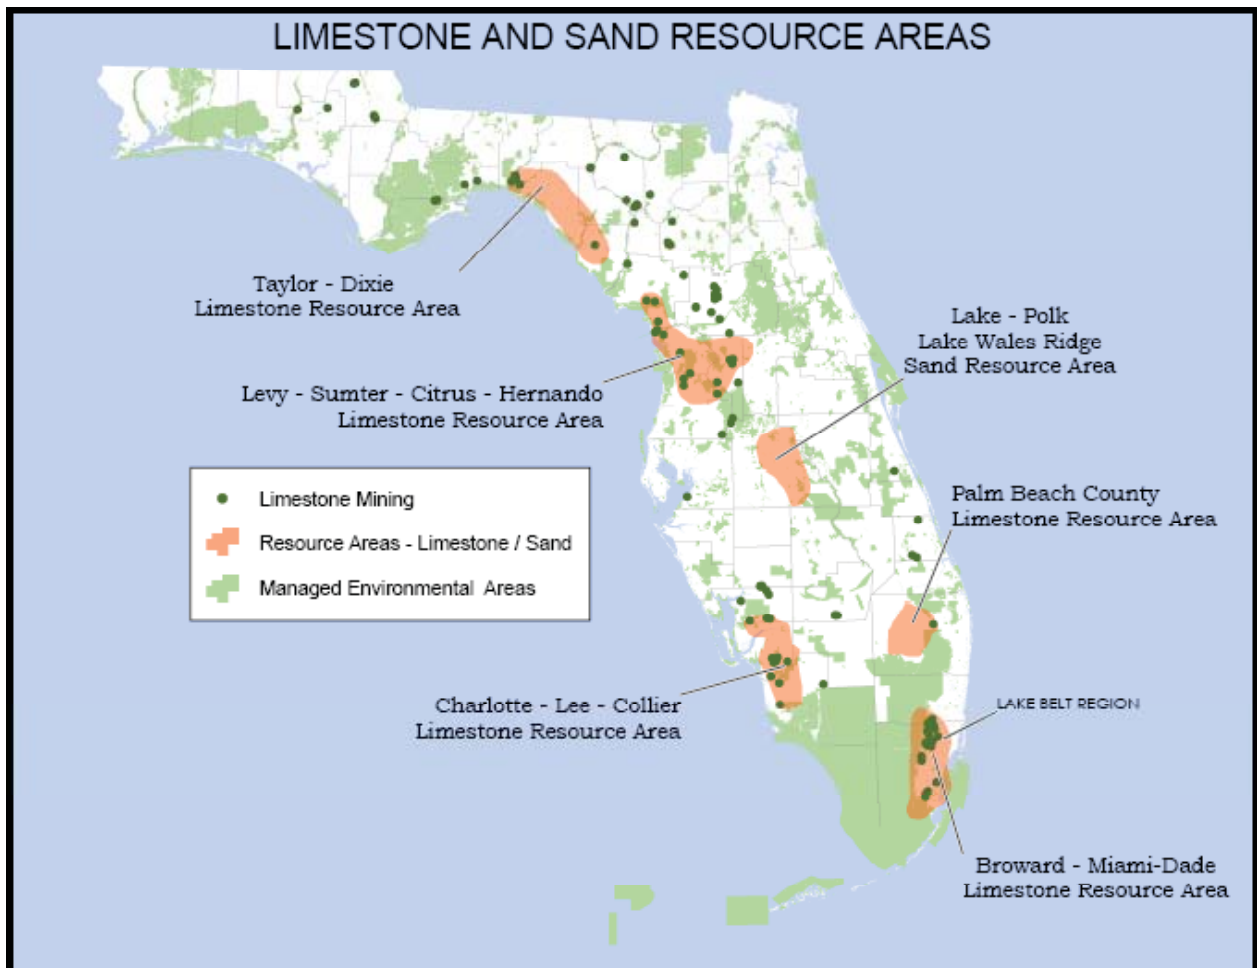 LIMESTONE AND SAND RESOURCE AREAS
Taylor - Dixie
Limestone Resource Area
Lake - Polk
Lake Wales Ridge
Sand Resource Area
Levy - Sumter - Citrus - Hernando
Limestone Resource Area
Limestone Mining
Resource Areas - Limestone / Sand
Managed Environmental Areas
Palm Beach County
Limestone Resource Area
Charlotte - Lee - Collier
Limestone Resource Area
LAKE BELT REGION
Broward - Miami-Dade
Limestone Resource Area